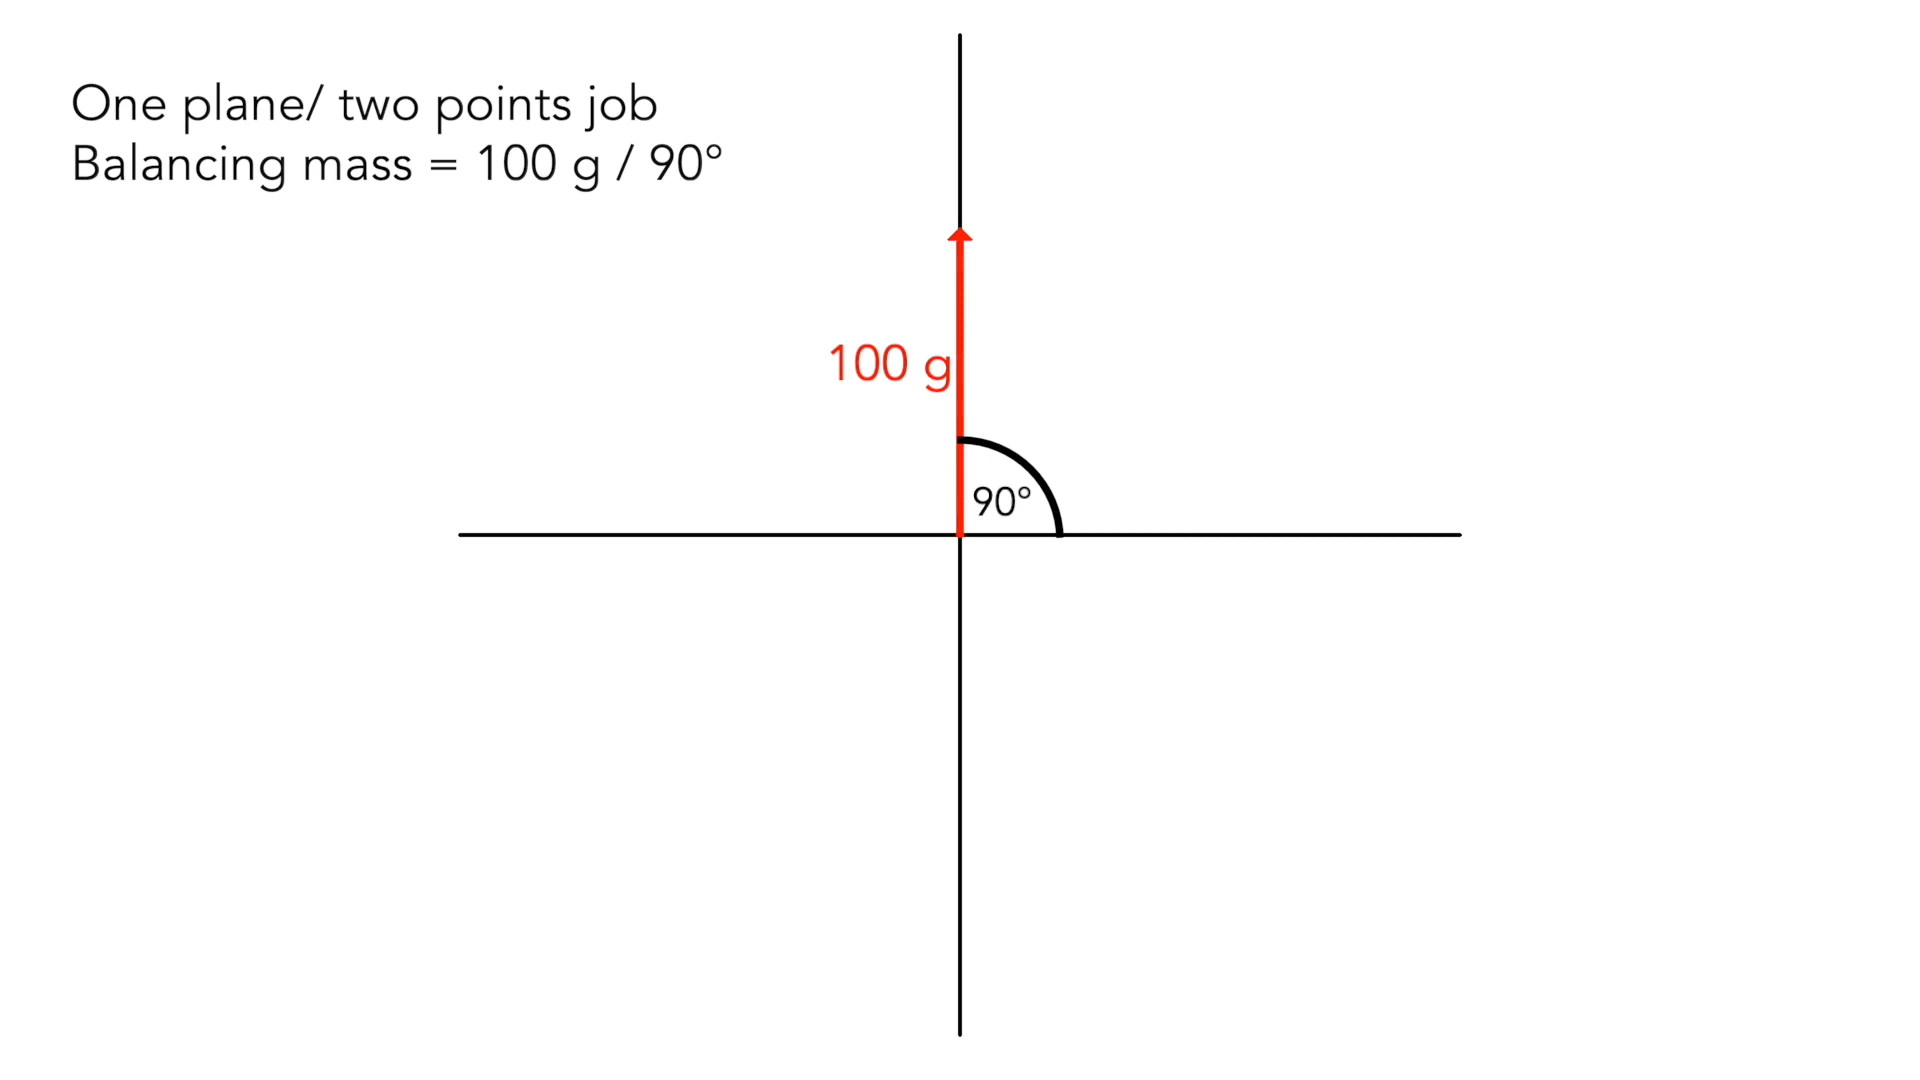 One plane/ two points job
Balancing mass = 100 g / 90°
100 g
90°